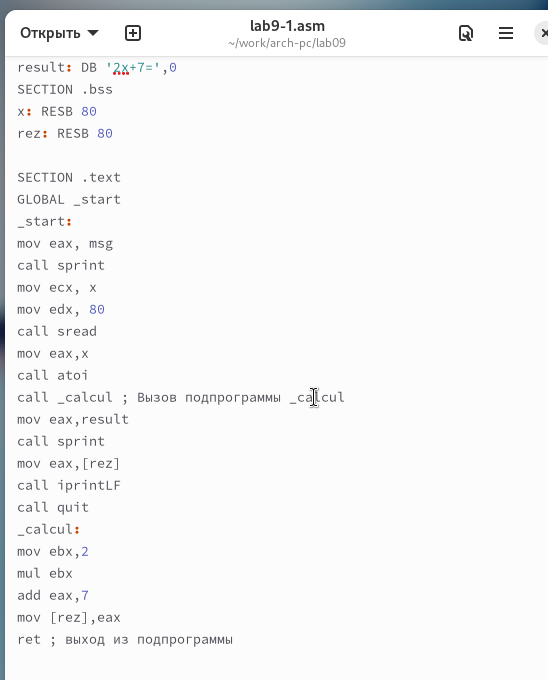 Открыть
lab9-1.asm
~/work/arch-pc/lab09
result: DB '2x+7=',0
SECTION .bss
x: RESB 80
rez: RESB 80
SECTION .text
GLOBAL _start
_start:
mov eax, msg
call sprint
mov ecx, x
mov edx, 80
call sread
mov eax,x
call atoi
call _calcul ; Вызов подпрограммы _calcul
mov eax,result
call sprint
mov eax,[rez]
call iprintLF
call quit
_calcul:
mov ebx,2
mul ebx
add eax,7
mov [rez],eax
ret ; выход из подпрограммы